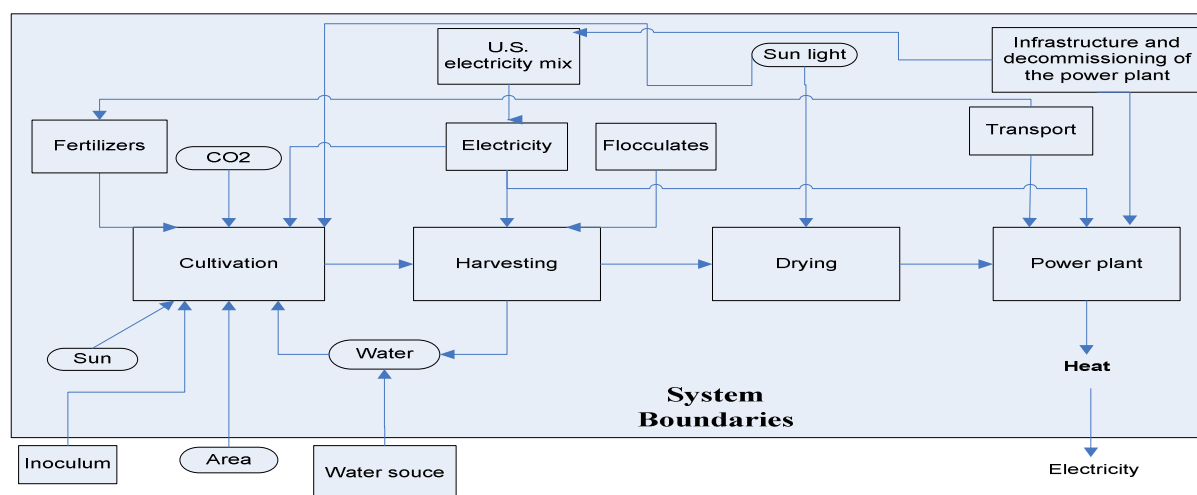 U.S.
electricity mix
Sun light
Infrastructure and
decommissioning of
the power plant
Fertilizers
CO2
Electricity
Flocculates
Transport
Cultivation
Harvesting
Drying
Power plant
Sun
Water
Heat
System
Boundaries
Inoculum
Area
Water souce
Electricity